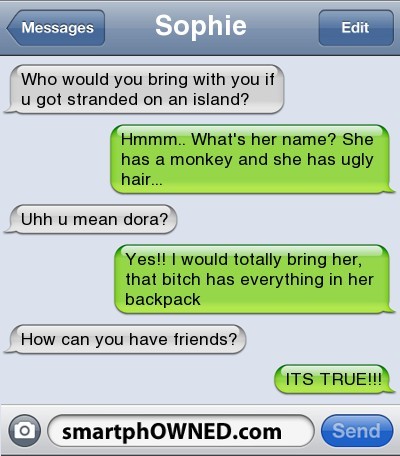 Messages
Sophie
Edit
Who would you bring with you if
u got stranded on an island?
Hmmm.. What's her name? She
has a monkey and she has ugly
hair...
Uhh u mean dora?
Yes!! I would totally bring her,
that bitch has everything in her
backpack
How can you have friends?
ITS TRUE!!!
smartphOWNED.com
Send